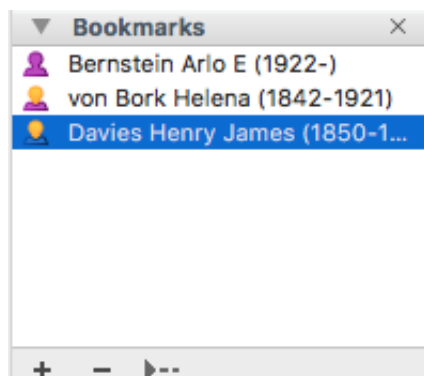 Bookmarks
Bernstein Arlo E (1922-)
von Bork Helena (1842-1921)
Davies Henry James (1850-1...